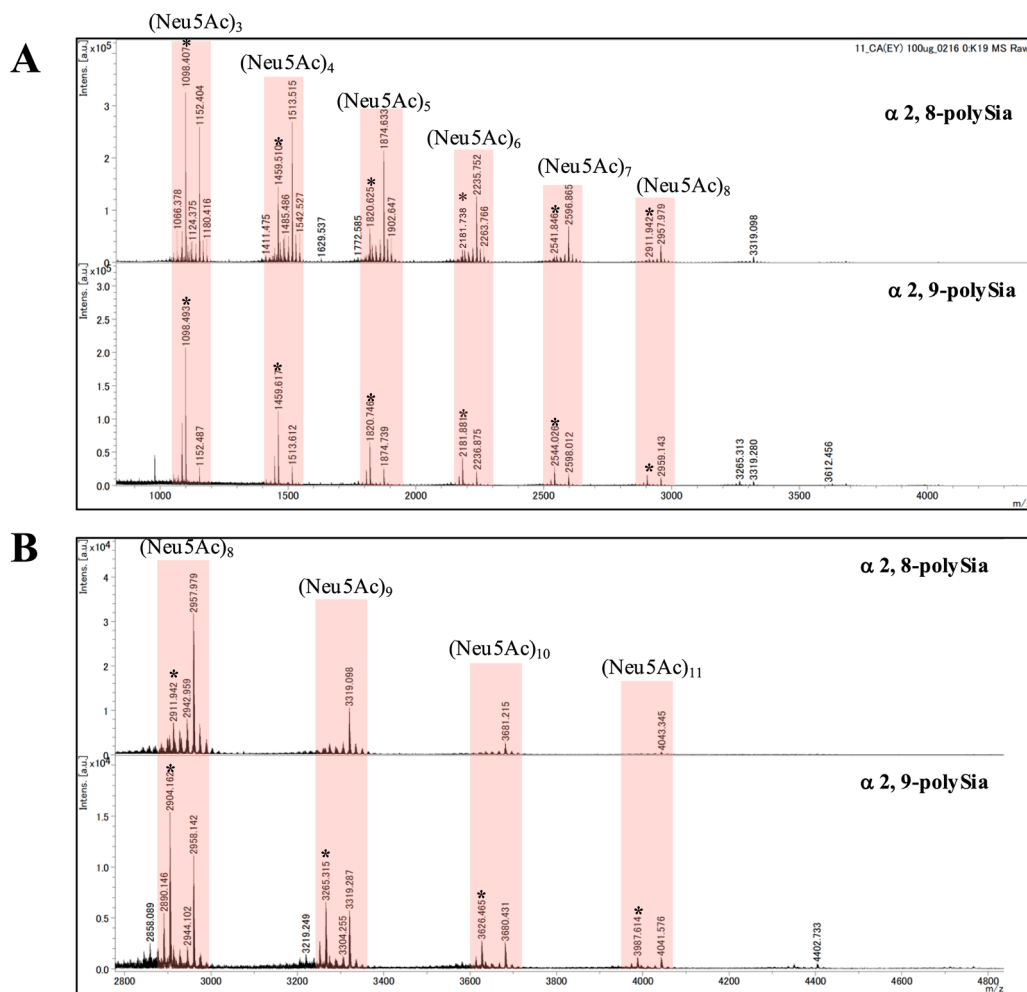 A
(Neu5Ac)3
(Neu5Ac)4
(Neu5Ac)5
(Neu5Ac)6
(Neu5Ac)7
(Neu5Ac)8
11_CA(EY) 100ug_0216 0:K19 MS Raw
Intens. [a.u.]
x10^5
3
2
1
0
α 2, 8-polySia
1066.378
1098.407*
1124.375
1152.404
1180.416
1411.475
1459.510*
1485.486
1513.515
1542.527
1629.537
1772.585
1820.625*
1874.633
1902.647
2181.738 *
2235.752
2263.766
2541.846*
2596.865
2911.942*
2957.979
3319.098
Intens. [a.u.]
x10^5
3.0
2.5
2.0
1.5
1.0
0.5
0.0
α 2, 9-polySia
1098.493*
1152.487
1459.617*
1513.612
1820.746*
1874.739
2181.881*
2236.875
2544.026*
2598.012
*
2959.143
3265.313
3319.280
3612.456
1000 1500 2000 2500 3000 3500 4000
m/
B
(Neu5Ac)8
(Neu5Ac)9
(Neu5Ac)10
(Neu5Ac)11
Intens. [a.u.]
x10^4
4
3
2
1
0
α 2, 8-polySia
2911.942 *
2942.959
2957.979
3319.098
3681.215
4043.345
Intens. [a.u.]
x10^4
1.5
1.0
0.5
0.0
α 2, 9-polySia
2858.089
2890.146
2904.162*
2944.102
2958.142
3219.249
3265.315 *
3304.255
3319.287
3626.465*
3680.431
3987.614*
4041.576
4402.733
2800 3000 3200 3400 3600 3800 4000 4200 4400 4600 4800
m/z